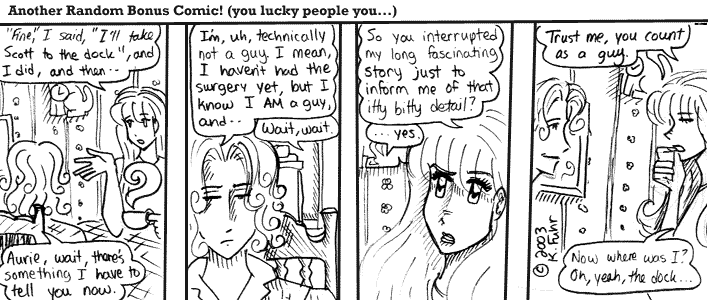 Another Random Bonus Comic! (you lucky people you...)
"Fine," I said, "I'll take
Scott to the dock", and
I did, and then--
Aurie, wait, there's
something I have to
tell you now.
I'm, uh, technically
not a guy. I mean,
I haven't had the
surgery yet, but I
know I AM a guy,
and--
Wait, wait.
So you interrupted
my long fascinating
story just to
inform me of that
itty bitty detail?
...yes.
Trust me, you count
as a guy.
Now where was I?
Oh, yeah, the dock...
© 2003
K. Fuhr